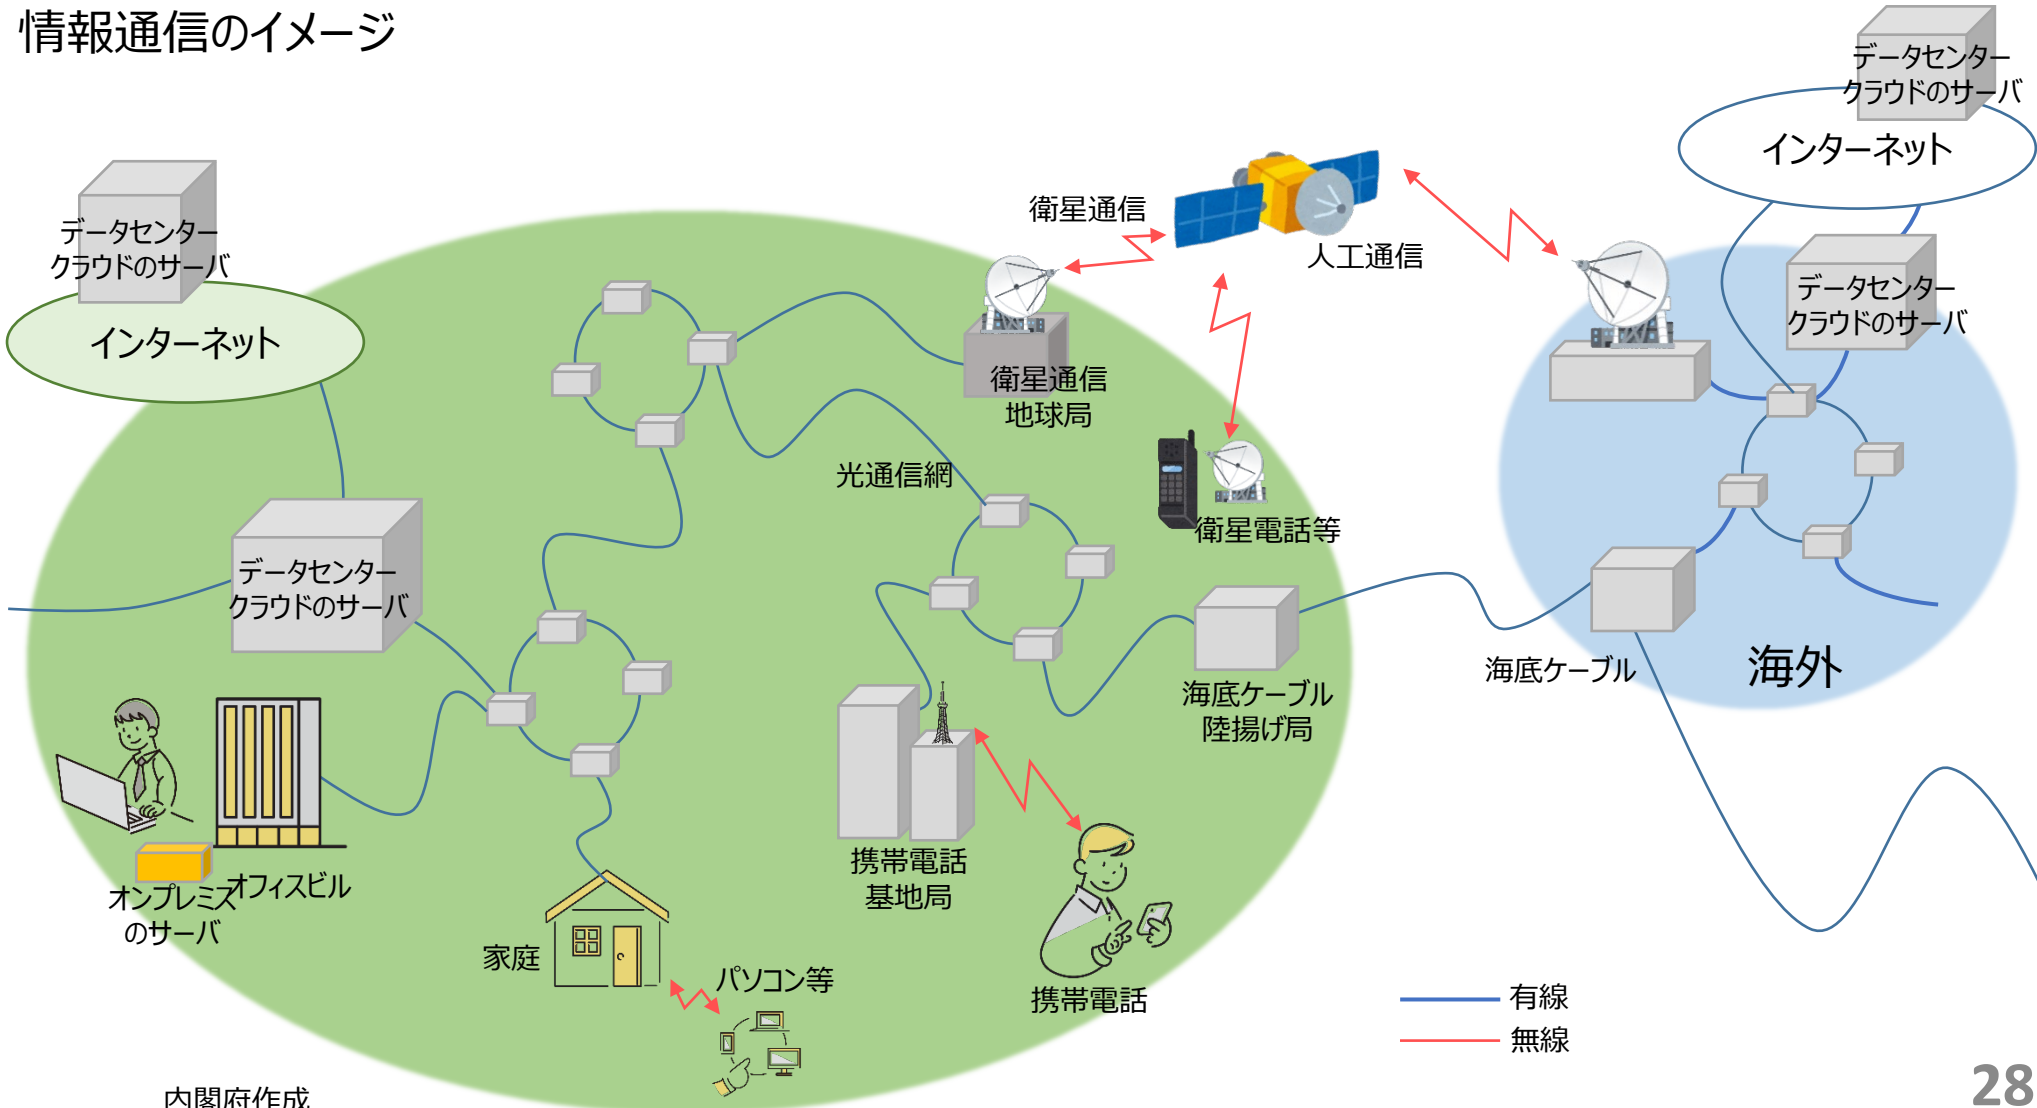 情報通信のイメージ
データセンター
クラウドのサーバ
インターネット
データセンター
クラウドのサーバ
インターネット
衛星通信
人工通信
データセンター
クラウドのサーバ
衛星通信
地球局
光通信網
衛星電話等
データセンター
クラウドのサーバ
海底ケーブル
陸揚げ局
海底ケーブル
海外
オフィスビル
オンプレミス
のサーバ
携帯電話
基地局
家庭
パソコン等
携帯電話
有線
無線
内閣府作成
28